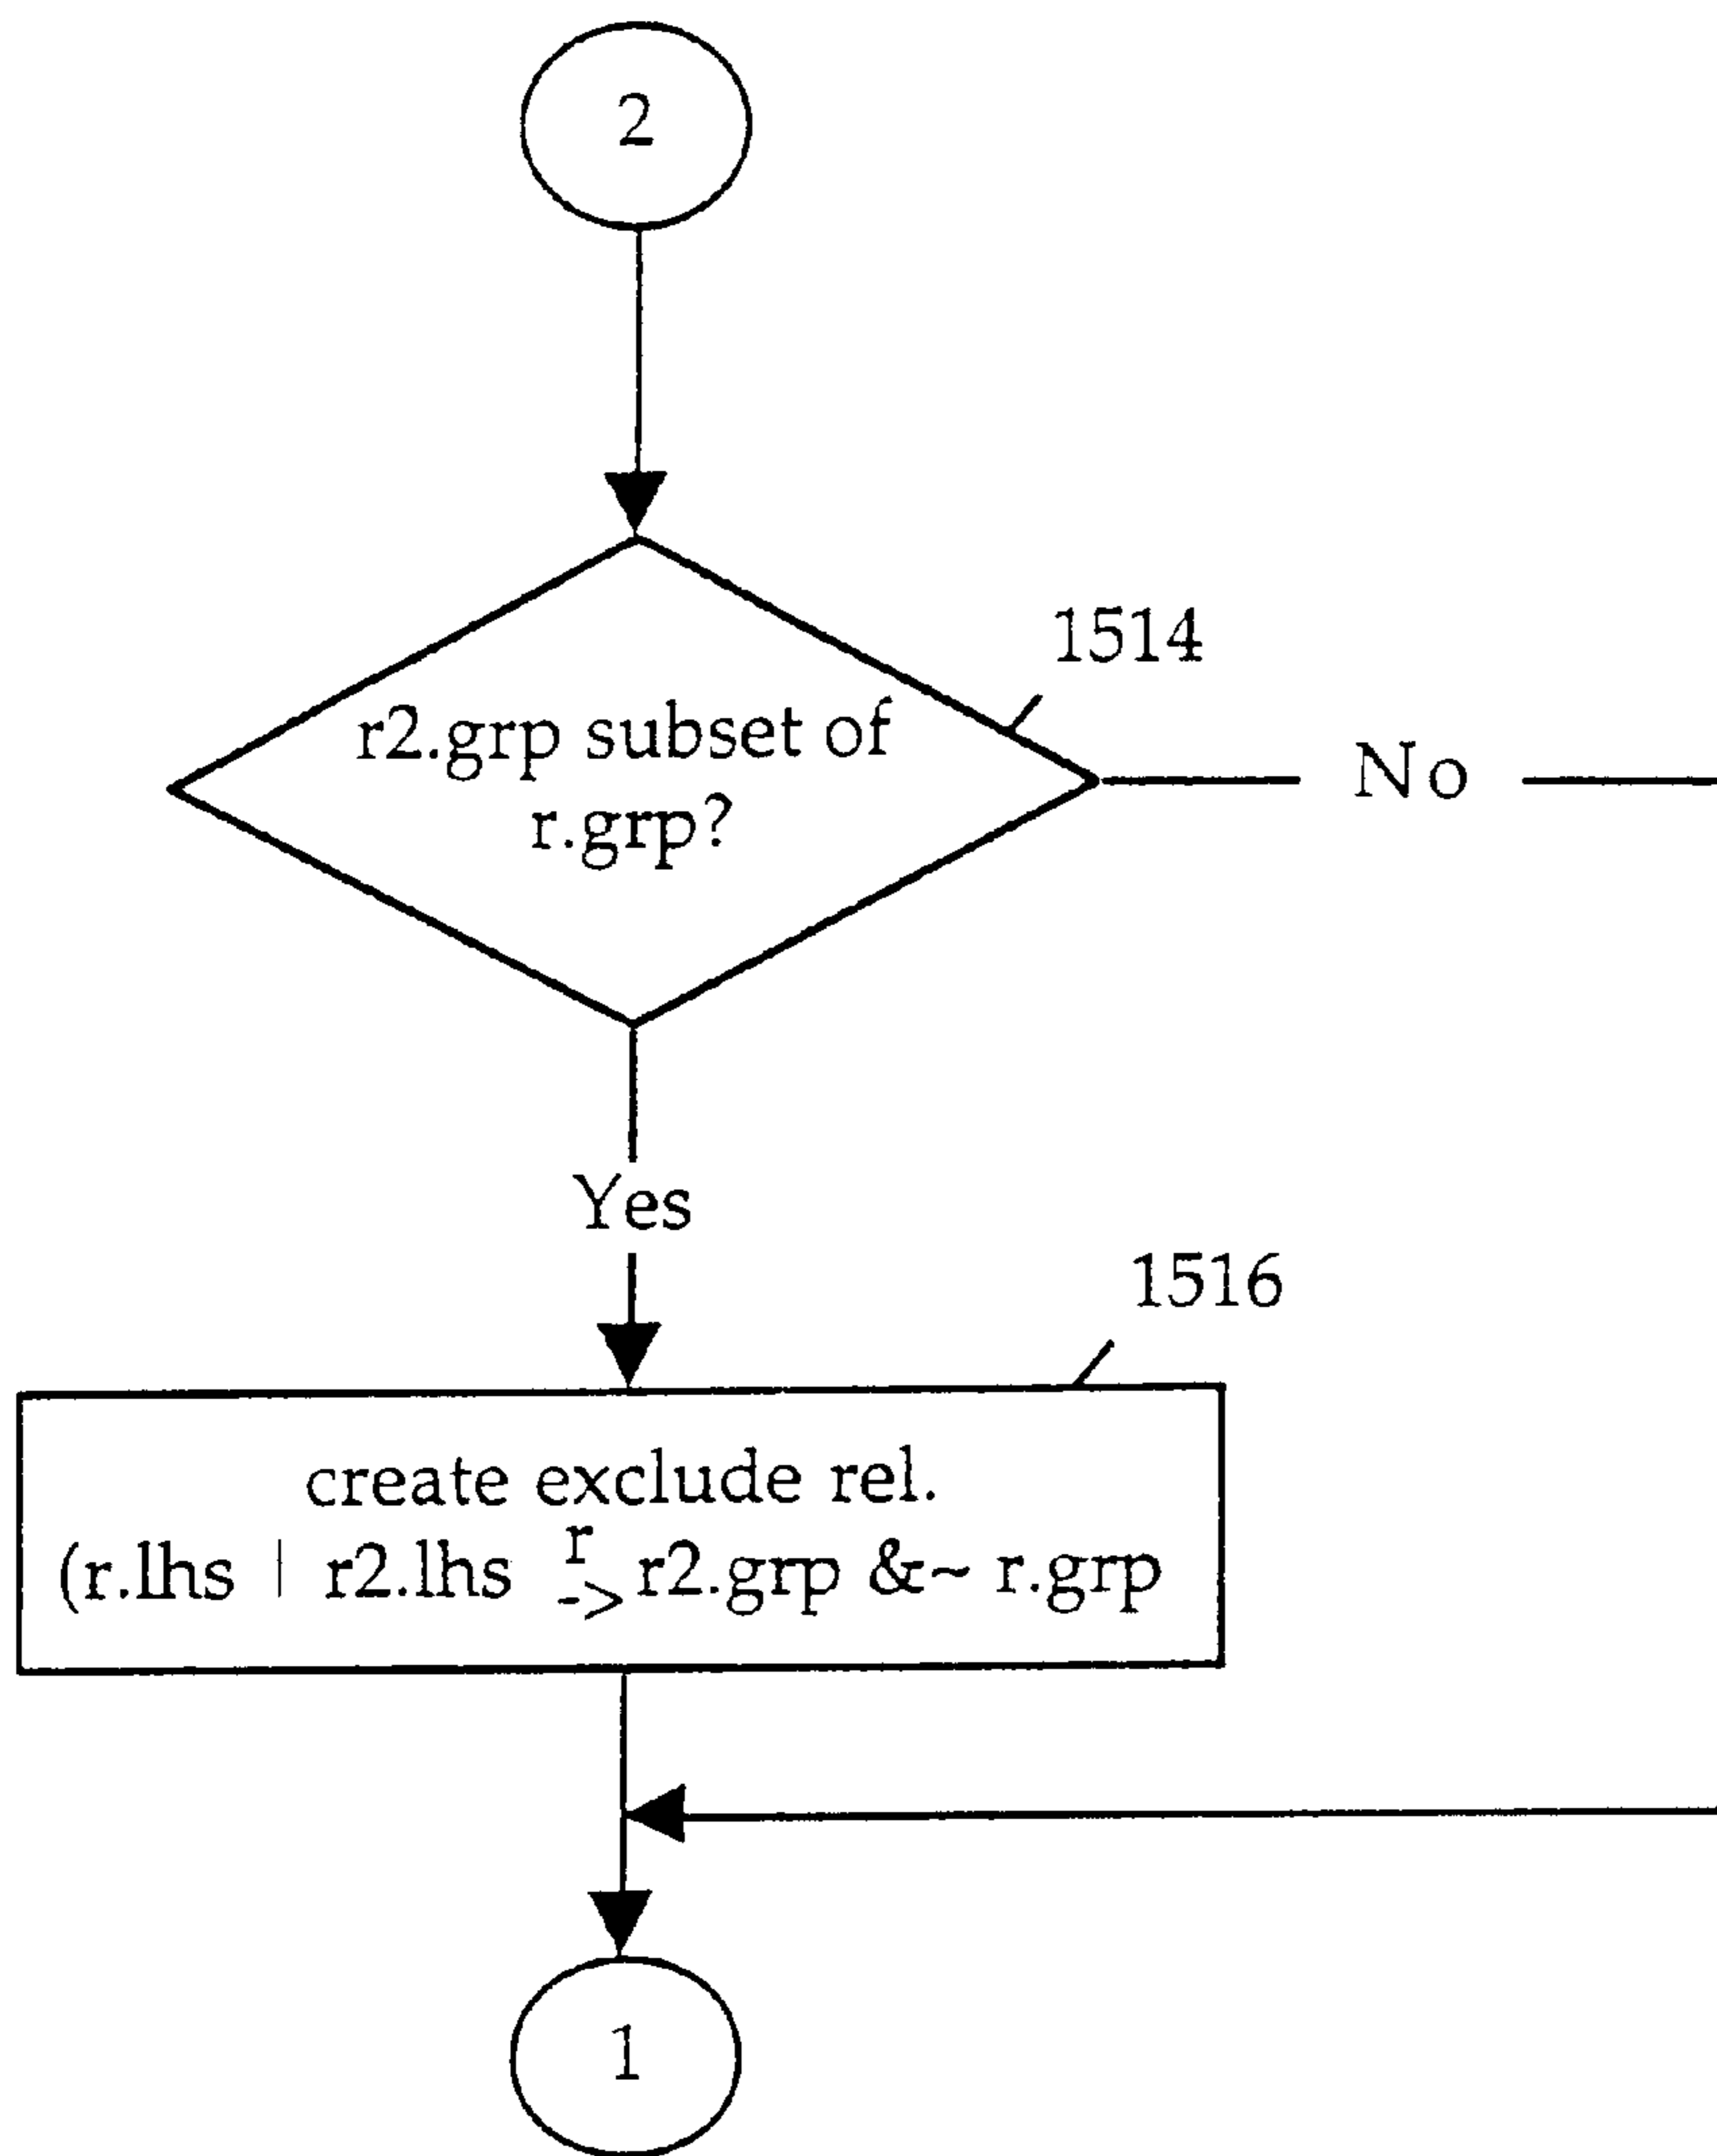 2
1514
r2.grp subset of
r.grp?
No
Yes
1516
create exclude rel.
(r.lhs | r2.lhs r -> r2.grp &~ r.grp
1